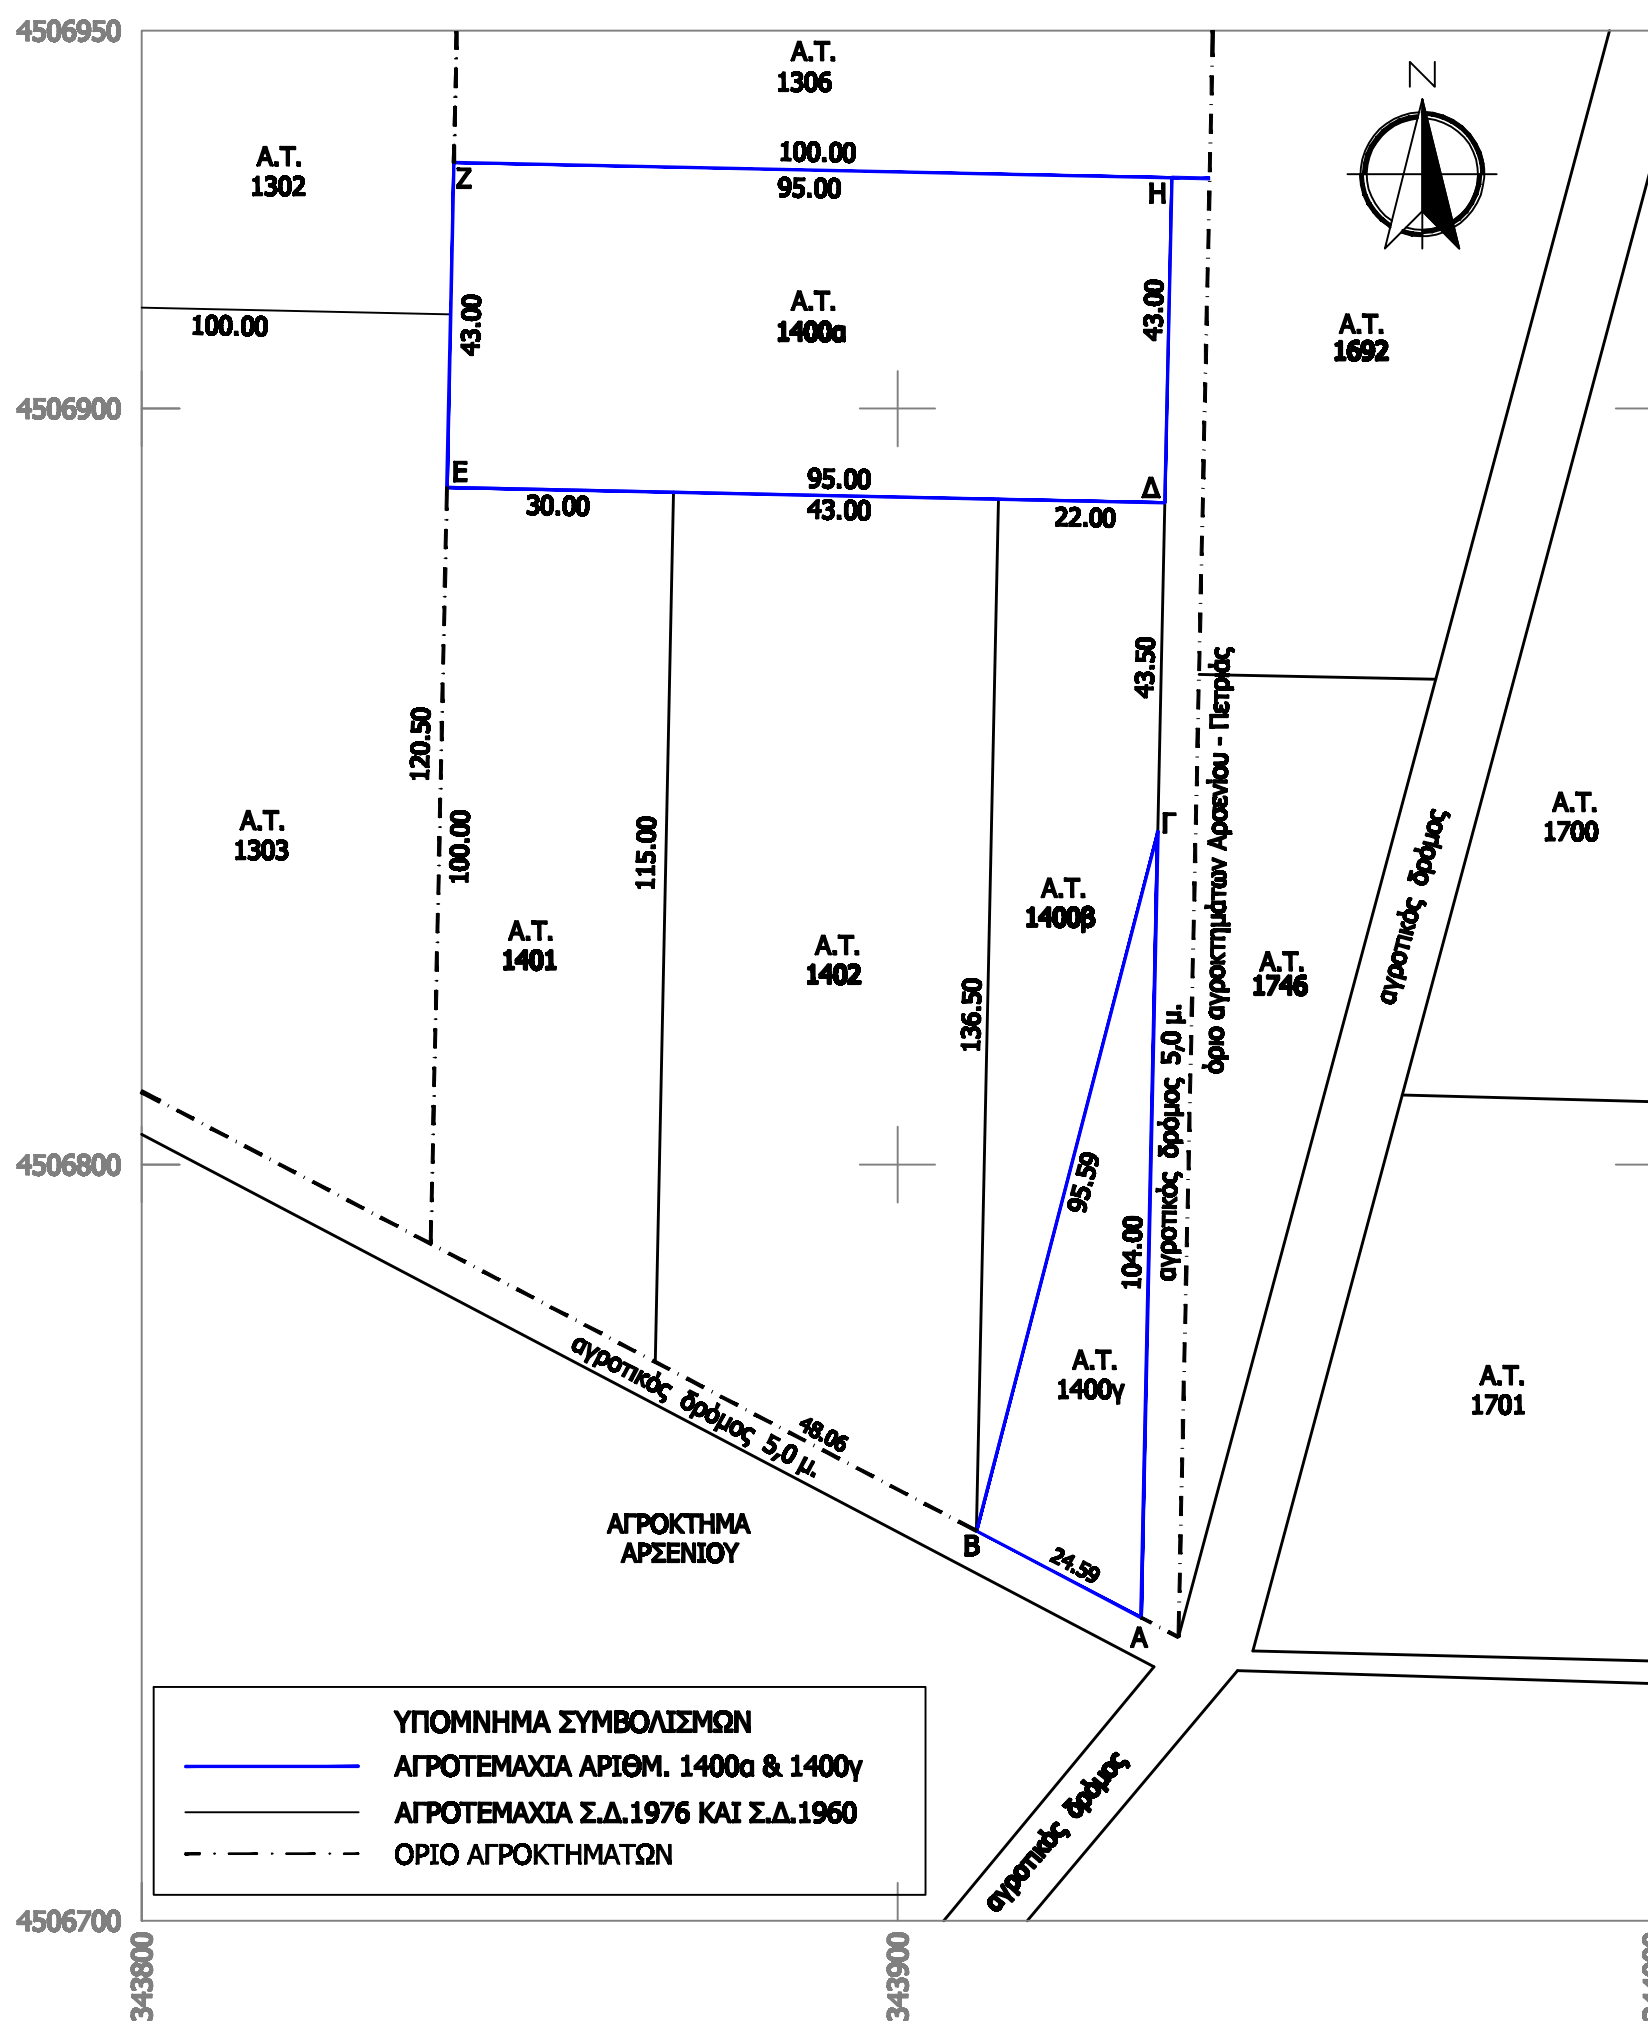 4506950
Α.Τ.
1306
Ν
Α.Τ.
1302
100.00
Ζ
95.00
Η
43.00
43.00
Α.Τ.
1400α
100.00
Α.Τ.
1692
4506900
Ε
95.00
Δ
30.00
43.00
22.00
43.50
όριο αγροκτημάτων Αρσενίου - Πετριάς
120.50
100.00
115.00
Γ
Α.Τ.
1303
Α.Τ.
1700
αγροτικός δρόμος
Α.Τ.
1400β
Α.Τ.
1401
Α.Τ.
1402
Α.Τ.
1746
136.50
αγροτικός δρόμος 5,0 μ.
4506800
95.59
104.00
Α.Τ.
1400γ
Α.Τ.
1701
αγροτικός δρόμος 5,0 μ.
48.06
ΑΓΡΟΚΤΗΜΑ
ΑΡΣΕΝΙΟΥ
Β
24.59
Α
ΥΠΟΜΝΗΜΑ ΣΥΜΒΟΛΙΣΜΩΝ
ΑΓΡΟΤΕΜΑΧΙΑ ΑΡΙΘΜ. 1400α & 1400γ
ΑΓΡΟΤΕΜΑΧΙΑ Σ.Δ.1976 ΚΑΙ Σ.Δ.1960
ΟΡΙΟ ΑΓΡΟΚΤΗΜΑΤΩΝ
αγροτικός δρόμος
4506700
343800
343900